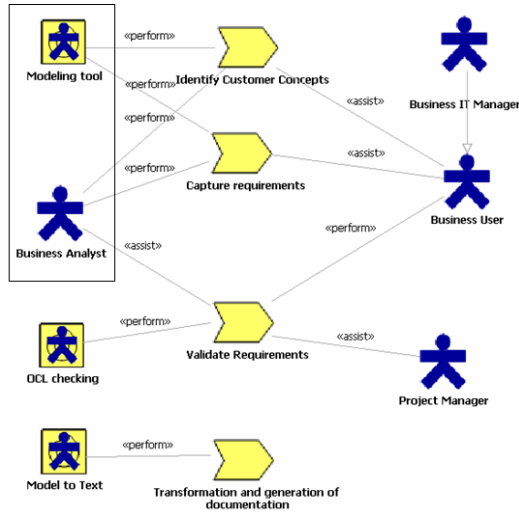 «perform»
Modeling tool
Identify Customer Concepts
«perform»
«assist»
Business IT Manager
«perform»
«assist»
«perform»
Capture requirements
Business User
«perform»
Business Analyst
«assist»
«perform»
Validate Requirements
«assist»
OCL checking
Project Manager
«perform»
Model to Text
Transformation and generation of
documentation